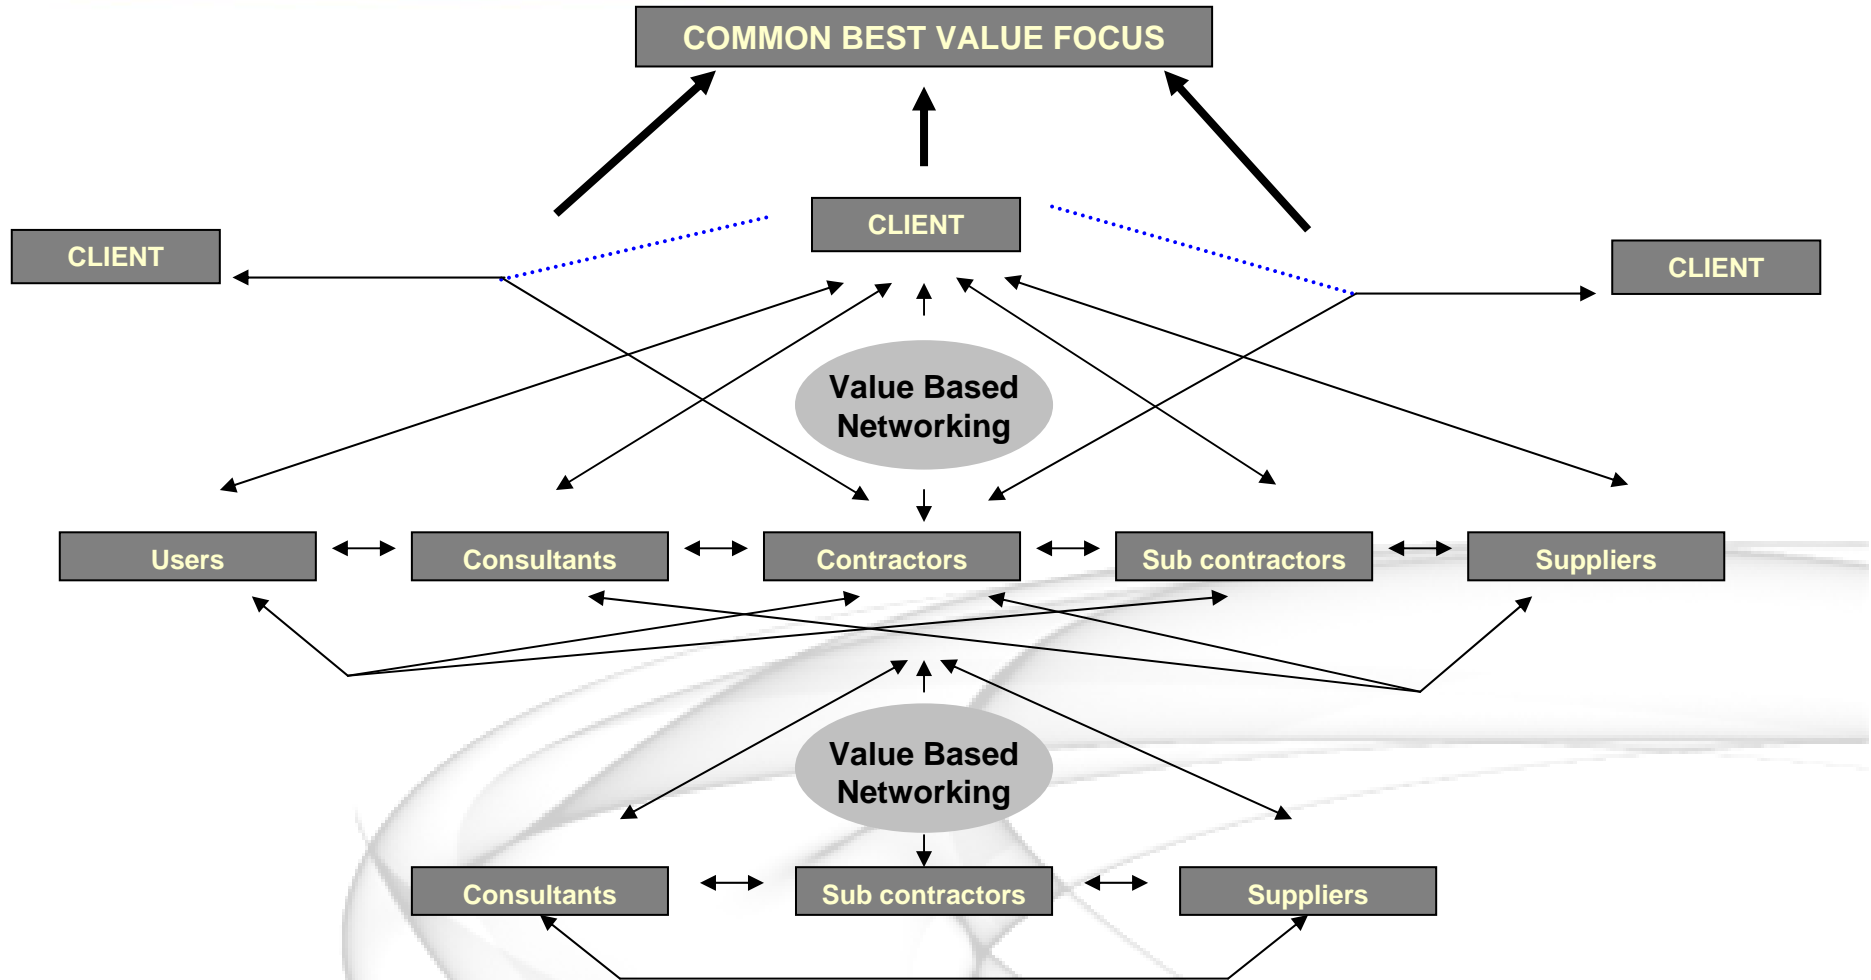 COMMON BEST VALUE FOCUS
CLIENT
CLIENT
CLIENT
Value Based
Networking
Users
Consultants
Contractors
Sub contractors
Suppliers
Value Based
Networking
Consultants
Sub contractors
Suppliers